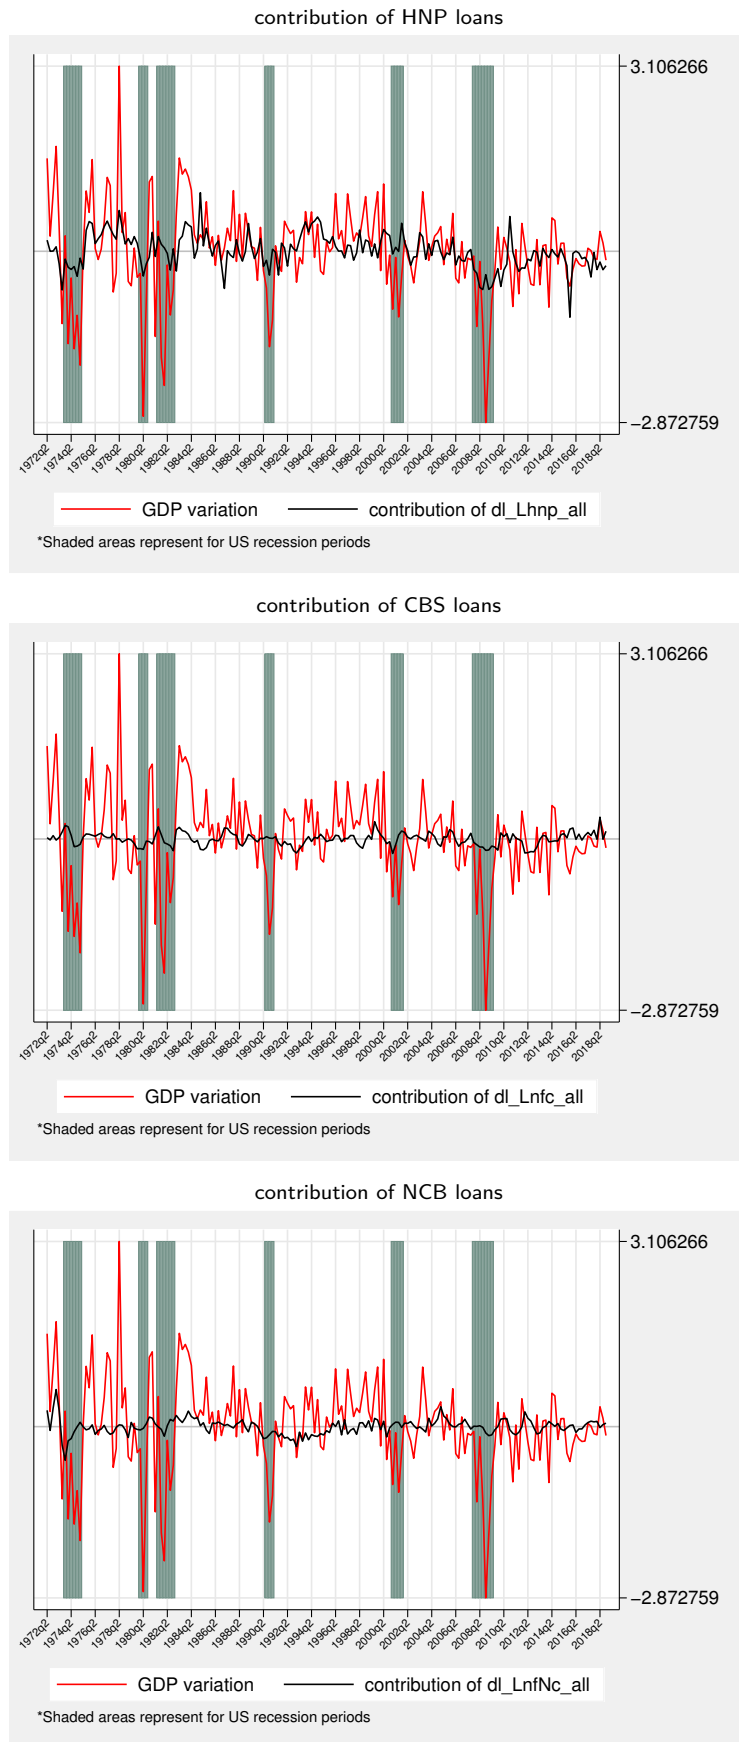 contribution of HNP loans
3.106266
−2.872759
1972q2 1974q2 1976q2 1978q2 1980q2 1982q2 1984q2 1986q2 1988q2 1990q2 1992q2 1994q2 1996q2 1998q2 2000q2 2002q2 2004q2 2006q2 2008q2 2010q2 2012q2 2014q2 2016q2 2018q2
GDP variation contribution of dl_Lhnp_all
*Shaded areas represent for US recession periods
contribution of CBS loans
3.106266
−2.872759
1972q2 1974q2 1976q2 1978q2 1980q2 1982q2 1984q2 1986q2 1988q2 1990q2 1992q2 1994q2 1996q2 1998q2 2000q2 2002q2 2004q2 2006q2 2008q2 2010q2 2012q2 2014q2 2016q2 2018q2
GDP variation contribution of dl_Lnfc_all
*Shaded areas represent for US recession periods
contribution of NCB loans
3.106266
−2.872759
1972q2 1974q2 1976q2 1978q2 1980q2 1982q2 1984q2 1986q2 1988q2 1990q2 1992q2 1994q2 1996q2 1998q2 2000q2 2002q2 2004q2 2006q2 2008q2 2010q2 2012q2 2014q2 2016q2 2018q2
GDP variation contribution of dl_LnfNc_all
*Shaded areas represent for US recession periods